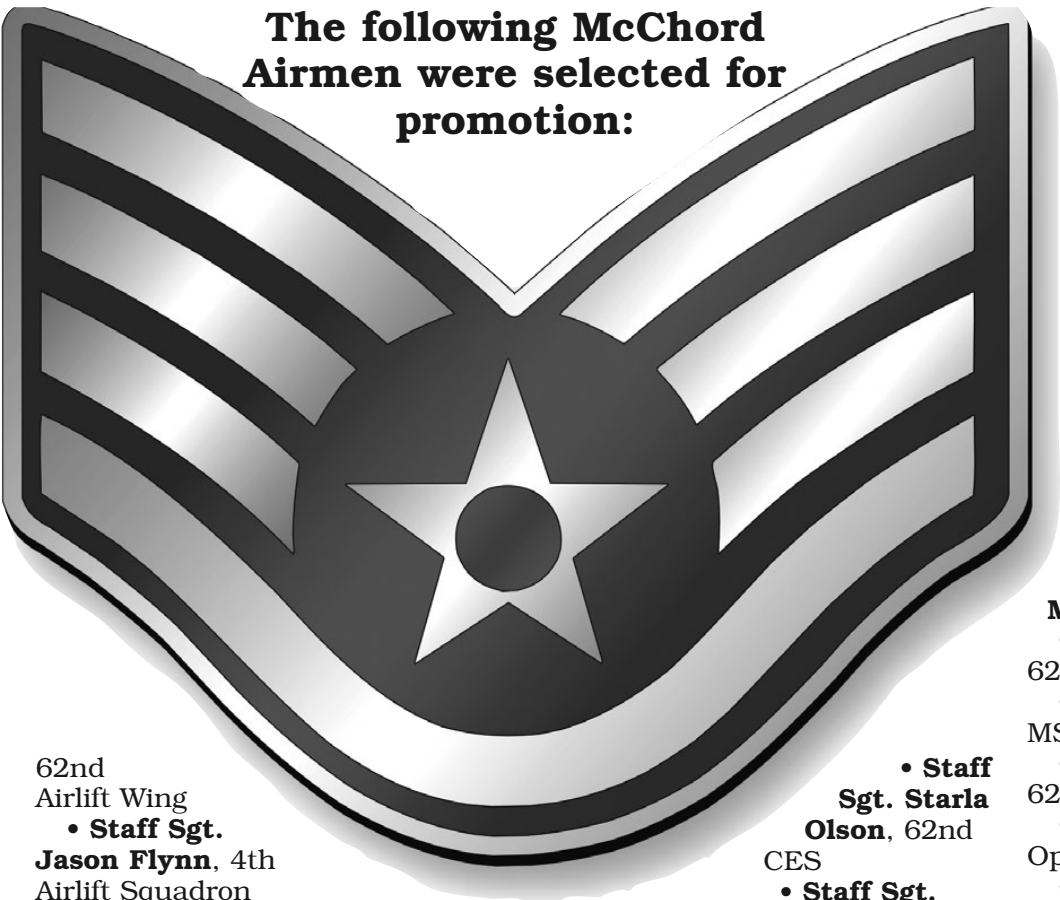 The following McChord
Airmen were selected for
promotion:
62nd
Airlift Wing
• Staff Sgt.
Jason Flynn, 4th
Airlift Squadron
• Staff
Sgt. Starla
Olson, 62nd
CES
• Staff Sgt.
62
MS
62